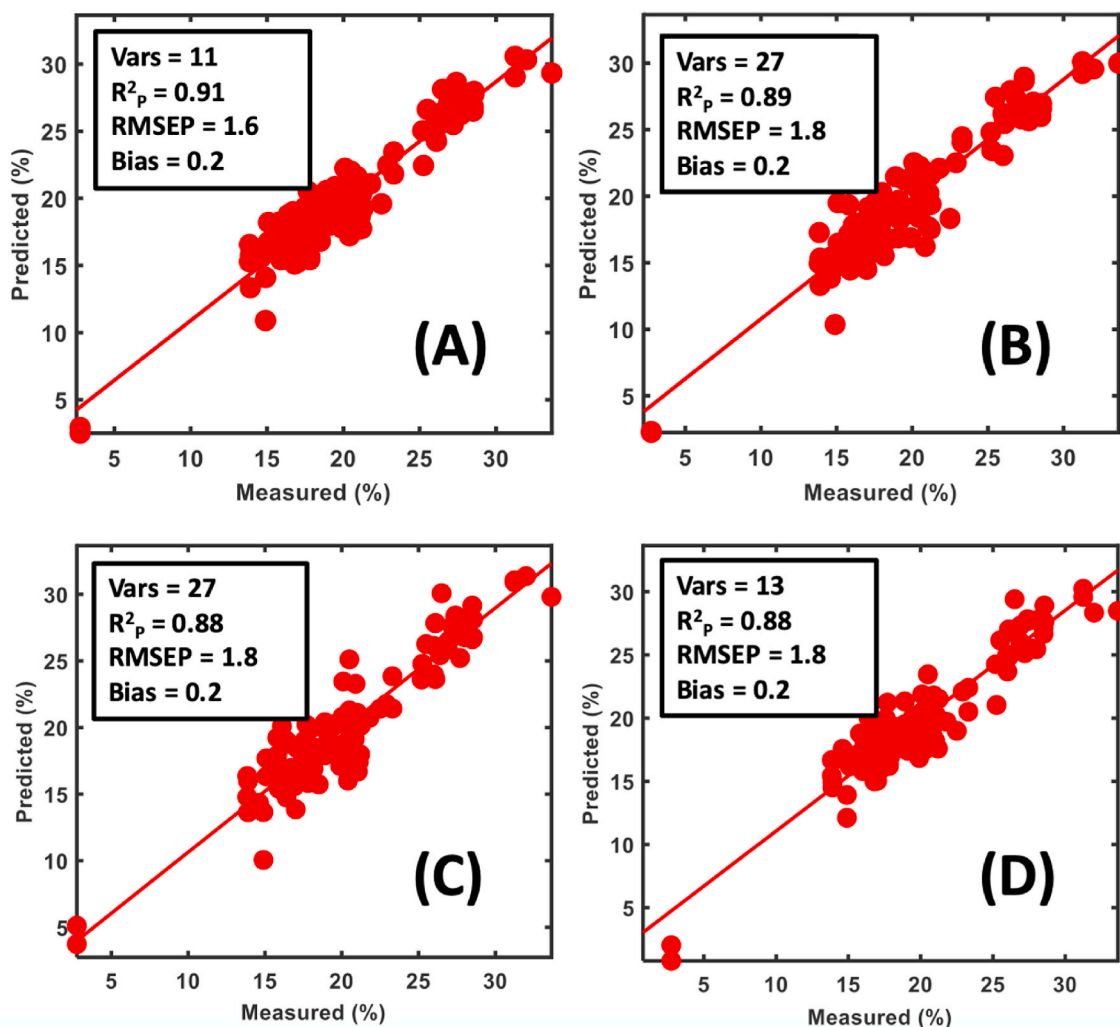 Vars = 11
R²P = 0.91
RMSEP = 1.6
Bias = 0.2
(A)
30
25
20
15
10
5
Predicted (%)
5 10 15 20 25 30
Measured (%)
Vars = 27
R²P = 0.89
RMSEP = 1.8
Bias = 0.2
(B)
30
25
20
15
10
5
Predicted (%)
5 10 15 20 25 30
Measured (%)
Vars = 27
R²P = 0.88
RMSEP = 1.8
Bias = 0.2
(C)
30
25
20
15
10
5
Predicted (%)
5 10 15 20 25 30
Measured (%)
Vars = 13
R²P = 0.88
RMSEP = 1.8
Bias = 0.2
(D)
30
25
20
15
10
5
Predicted (%)
5 10 15 20 25 30
Measured (%)